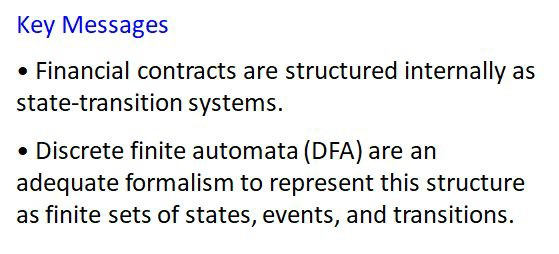 Key Messages
• Financial contracts are structured internally as
state-transition systems.
• Discrete finite automata (DFA) are an
adequate formalism to represent this structure
as finite sets of states, events, and transitions.